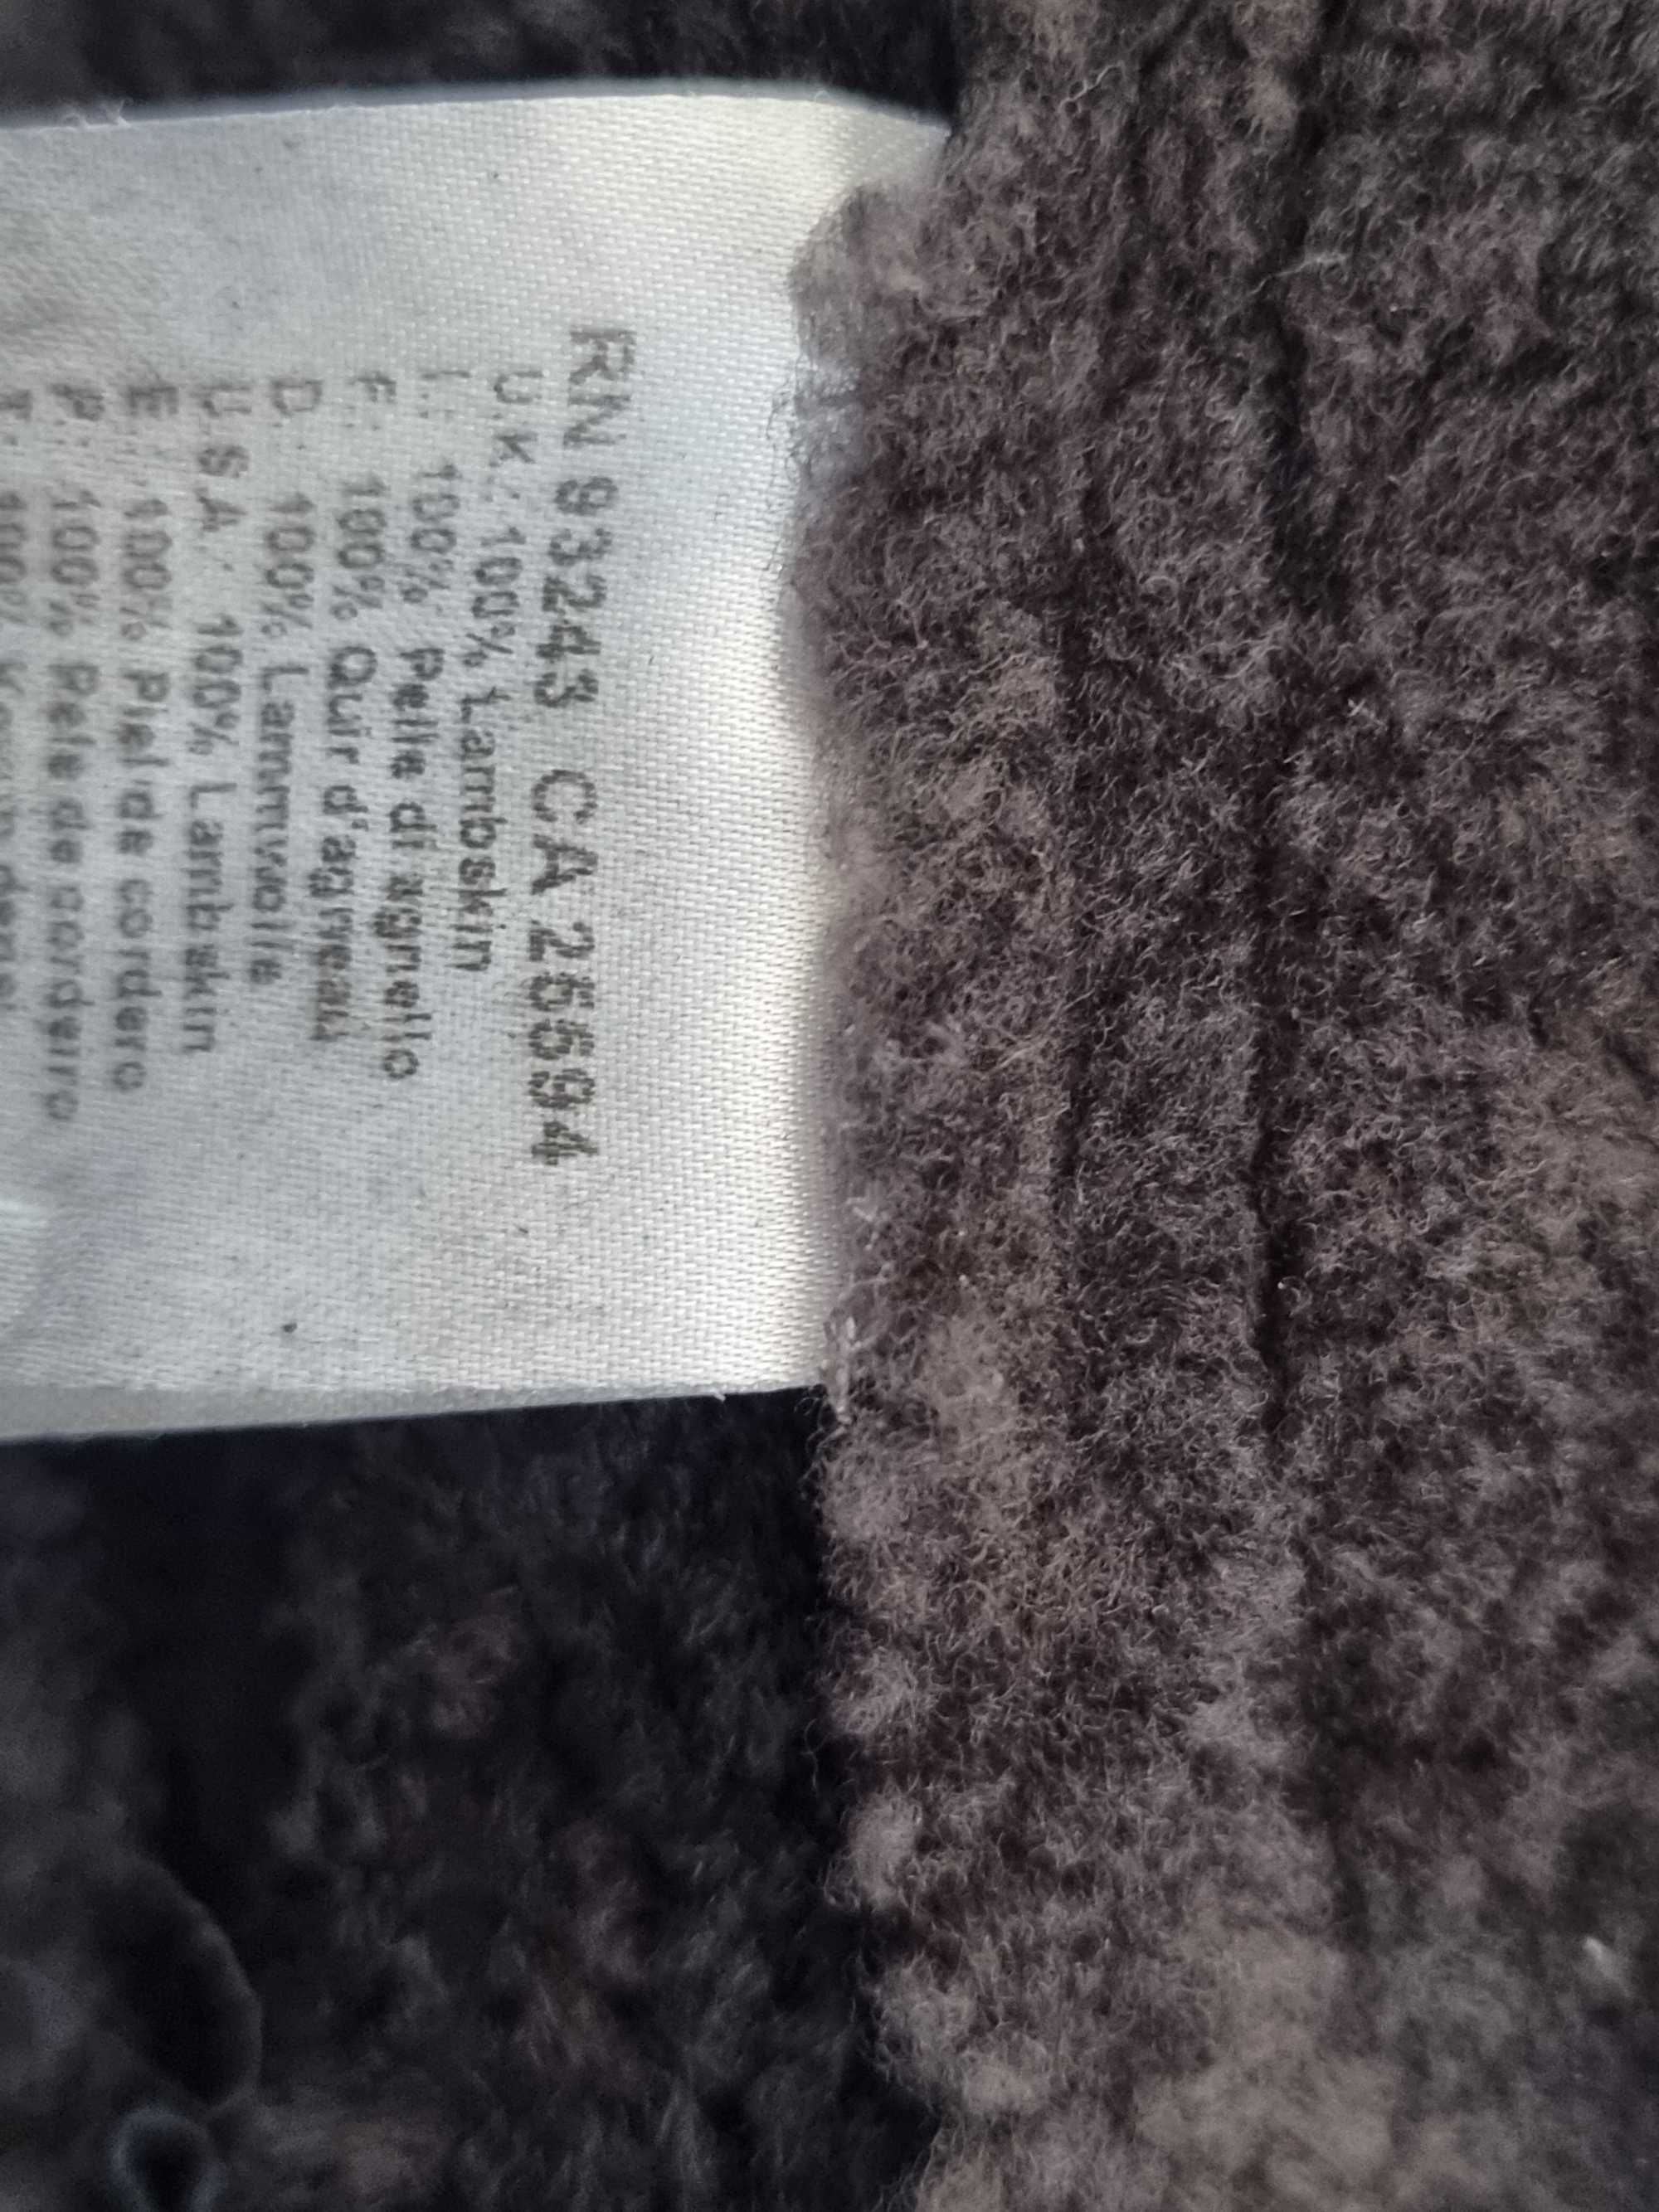 RN 93243 CA 25594
U.K.: 100% Lambskin
I.: 100% Pelle di agnello
F.: 100% Cuir d'agneau
D.: 100% Lammvolle
U.S.A.: 100% Lambskin
E.: 100% Piel de cordero
P.: 100% Pele de cordeiro